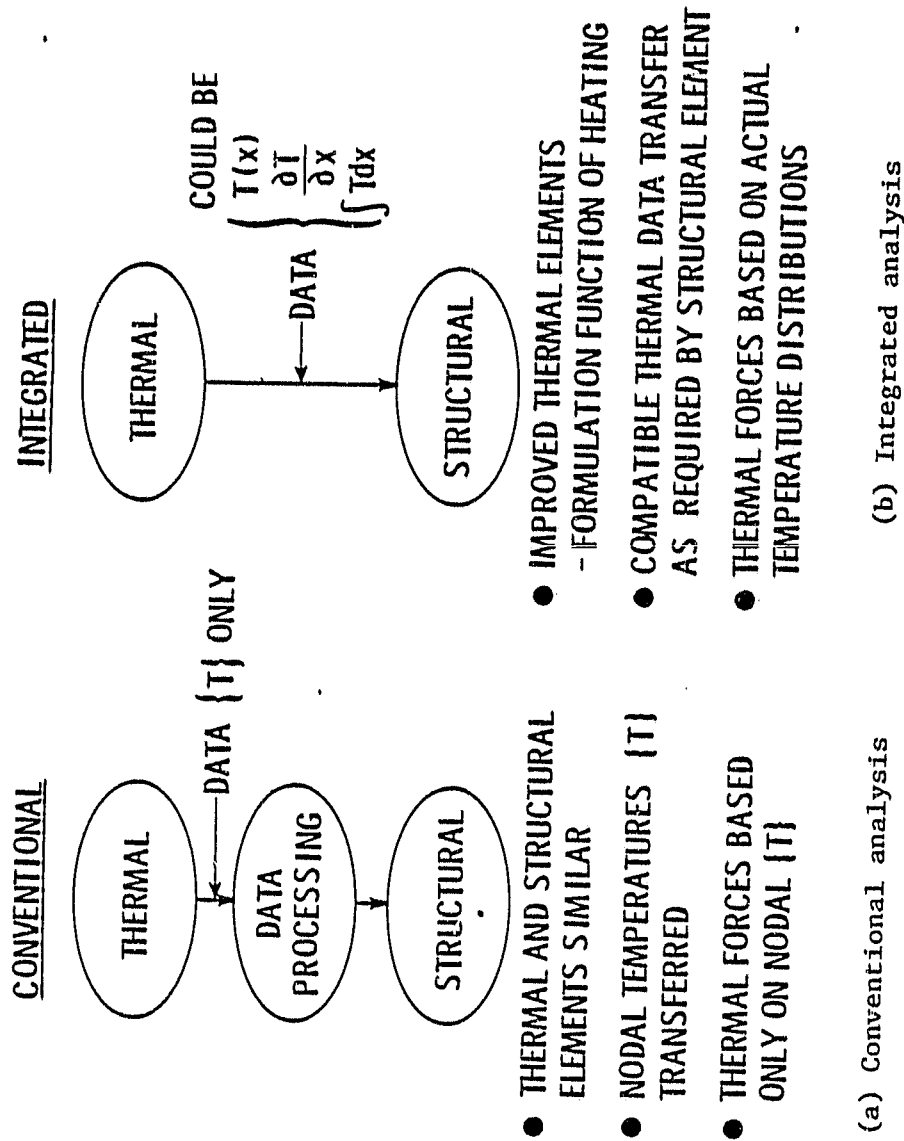 CONVENTIONAL
THERMAL
DATA {T} ONLY
DATA
PROCESSING
STRUCTURAL
● THERMAL AND STRUCTURAL
ELEMENTS SIMILAR
● NODAL TEMPERATURES {T}
TRANSFERRED
● THERMAL FORCES BASED
ONLY ON NODAL {T}
(a) Conventional analysis
INTEGRATED
THERMAL
COULD BE
T(x)
∂T
∂x
∫Tdx
DATA
STRUCTURAL
● IMPROVED THERMAL ELEMENTS
- FORMULATION FUNCTION OF HEATING
● COMPATIBLE THERMAL DATA TRANSFER
AS REQUIRED BY STRUCTURAL ELEMENT
● THERMAL FORCES BASED ON ACTUAL
TEMPERATURE DISTRIBUTIONS
(b) Integrated analysis